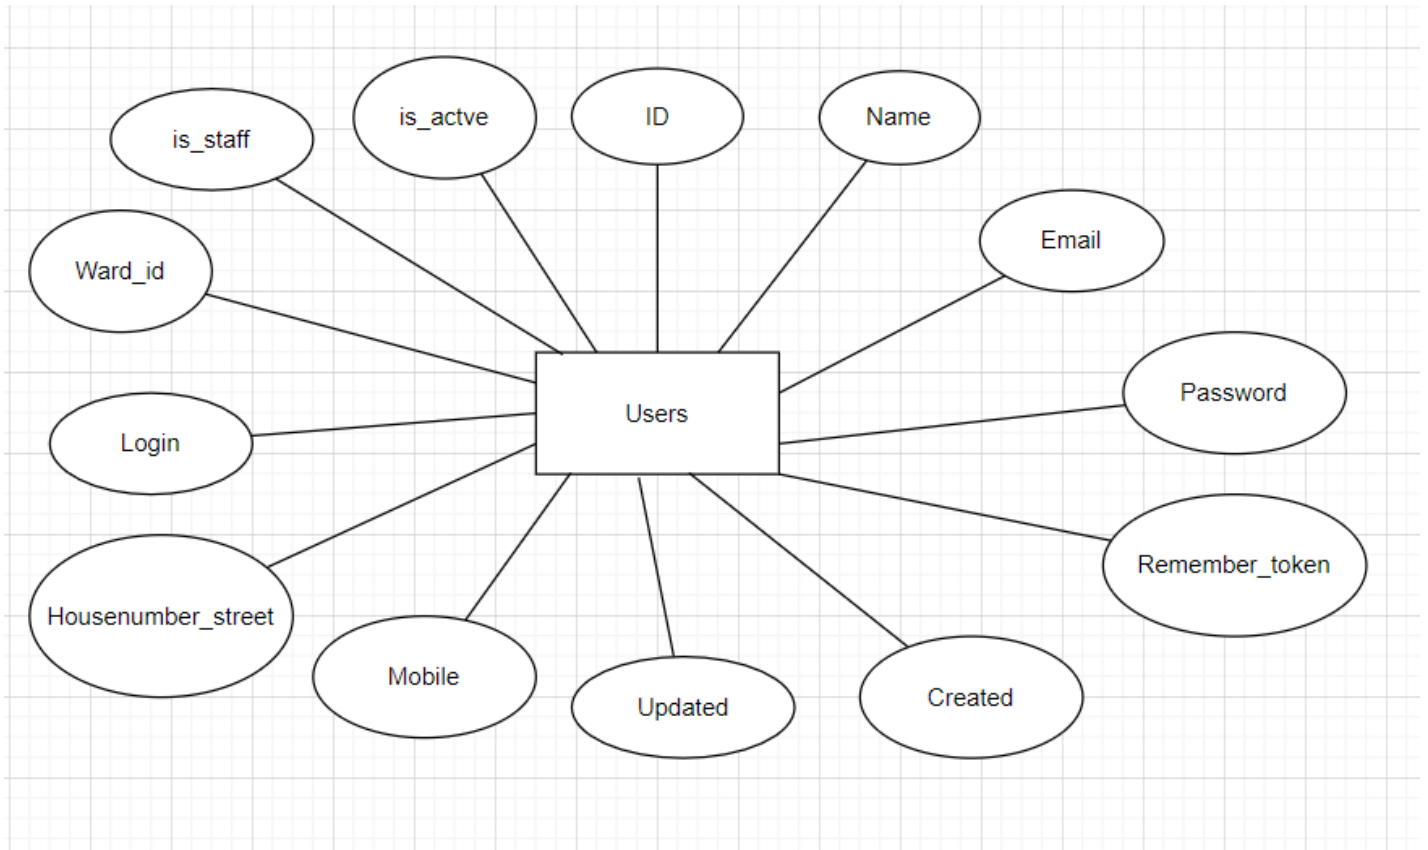 is_actve
ID
Name
is_staff
Email
Ward_id
Password
Users
Login
Remember_token
Housenumber_street
Mobile
Created
Updated